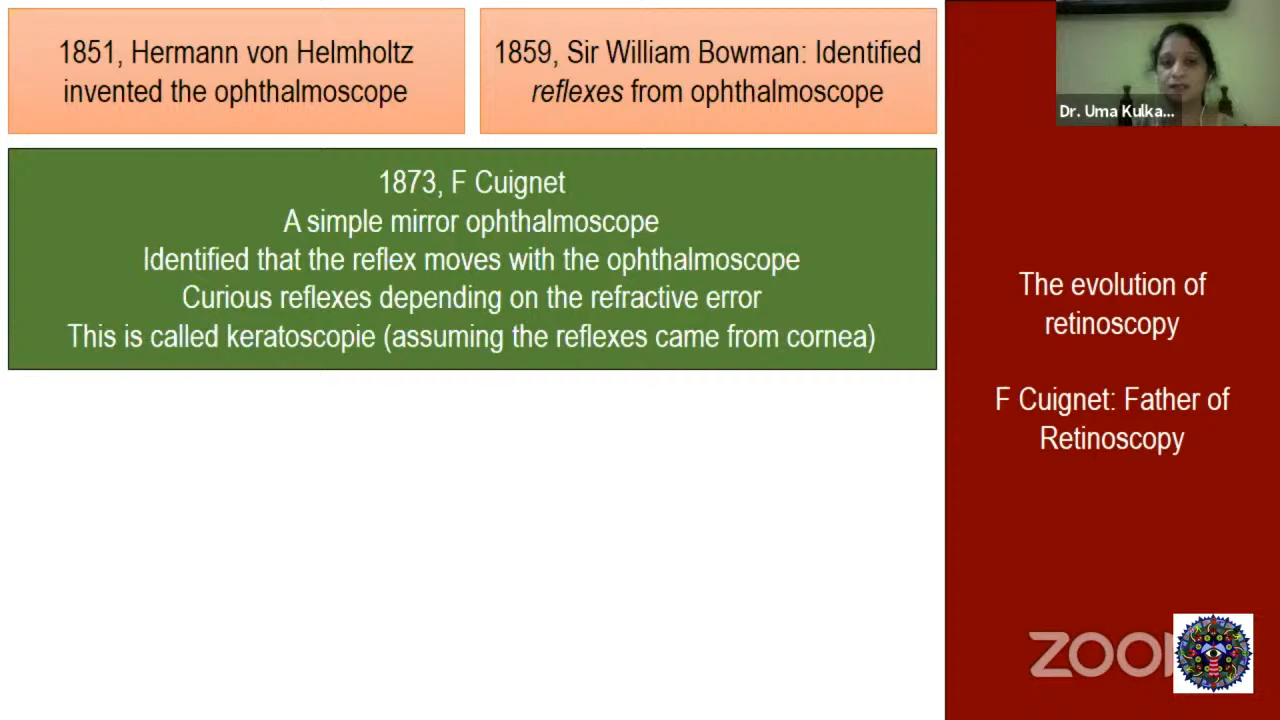 1851, Hermann von Helmholtz
invented the ophthalmoscope
1859, Sir William Bowman: Identified
reflexes from ophthalmoscope
1873, F Cuignet
A simple mirror ophthalmoscope
Identified that the reflex moves with the ophthalmoscope
Curious reflexes depending on the refractive error
This is called keratoscopie (assuming the reflexes came from cornea)
Dr. Uma Kulka...
The evolution of
retinoscopy
F Cuignet: Father of
Retinoscopy
ZOO